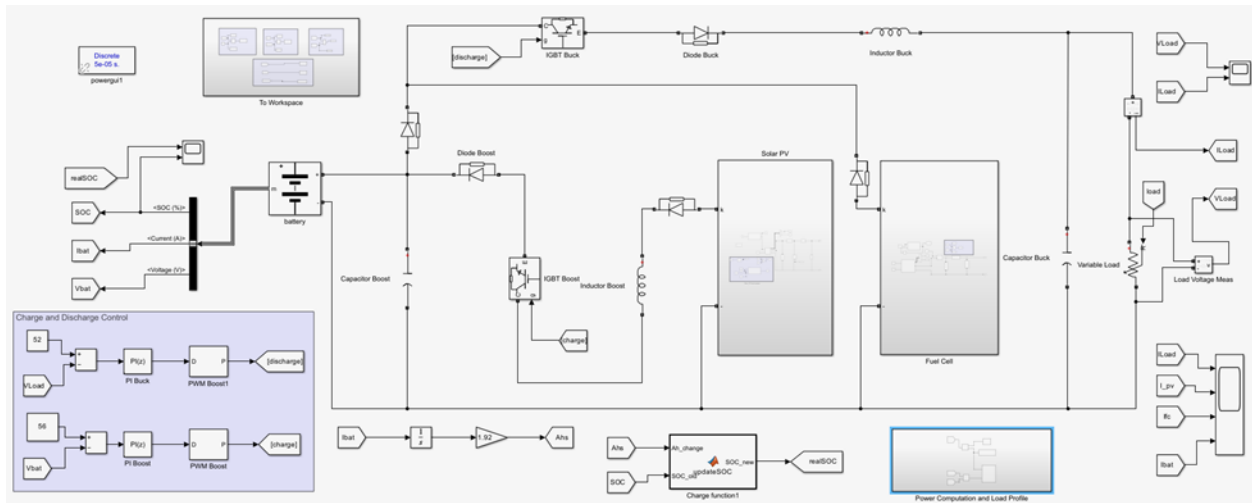 Discrete
5e-05 s.
powergui1
To Workspace
[discharge]
C
E
g
IGBT Buck
Diode Buck
Inductor Buck
VLoad
ILoad
ILoad
realSOC
SOC
Ibat
Vbat
<SOC (%)>
<Current (A)>
<Voltage (V)>
m
+
-
battery
Diode Boost
Capacitor Boost
E
C
g
IGBT Boost
Inductor Boost
[charge]
Solar PV
k
-
k
-
Fuel Cell
Capacitor Buck
load
Variable Load
VLoad
+
-
v
Load Voltage Meas
Charge and Discharge Control
52
VLoad
+
−
PI(z)
PI Buck
D
P
PWM Boost1
[discharge]
56
Vbat
+
−
PI(z)
PI Boost
D
P
PWM Boost
[charge]
Ibat
1
s
1.92
Ahs
Ahs
SOC
Ah_change
SOC_old
SOC_new
updateSOC
Charge function1
realSOC
Power Computation and Load Profile
ILoad
I_pv
Ifc
Ibat